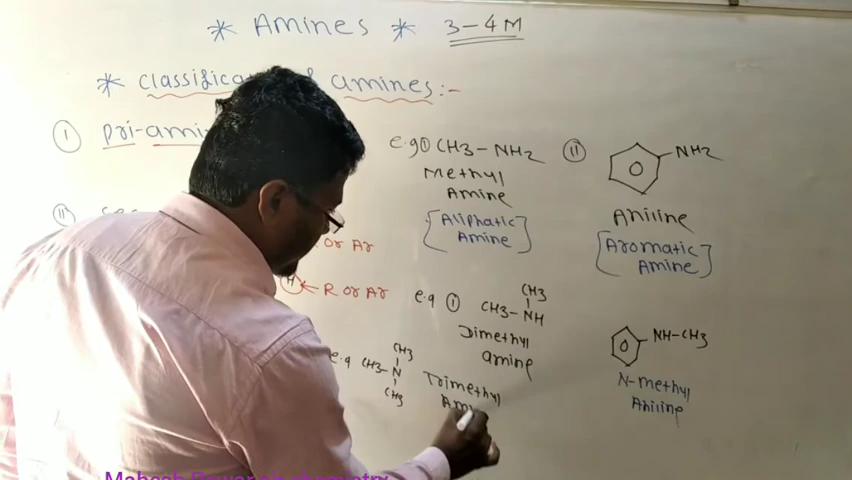 * Amines * 3-4M
* classifica amines:-
I pri-ami
e.g ① CH3-NH2
Methyl
Amine
[Aliphatic
Amine]
II NH2
Aniline
[Aromatic
Amine]
II
or Ar
H ← R or Ar
e.g ① CH3-NH
CH3
Dimethyl
amine
NH-CH3
N-methyl
Aniline
e.g CH3-N
CH3
CH3
Trimethyl
Am